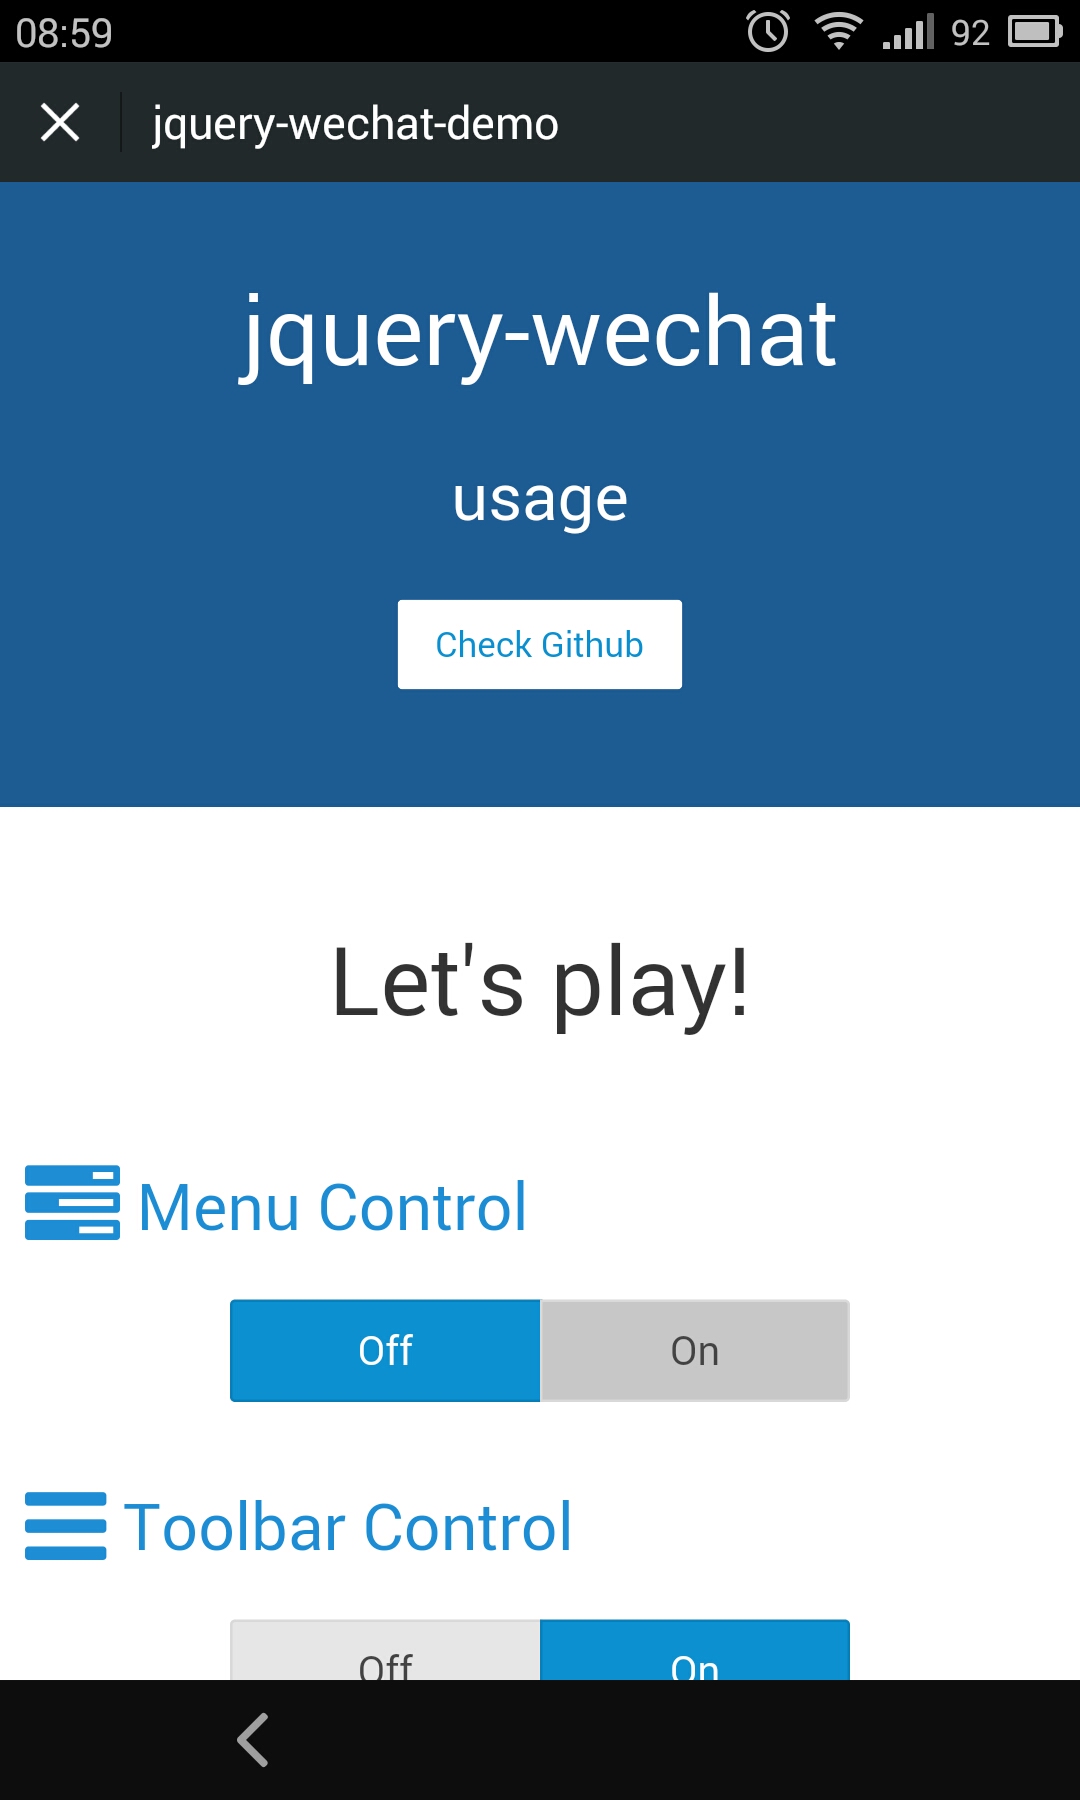 08:59 92
jquery-wechat-demo
jquery-wechat
usage
Check Github
Let's play!
Menu Control
Off On
Toolbar Control
Off On